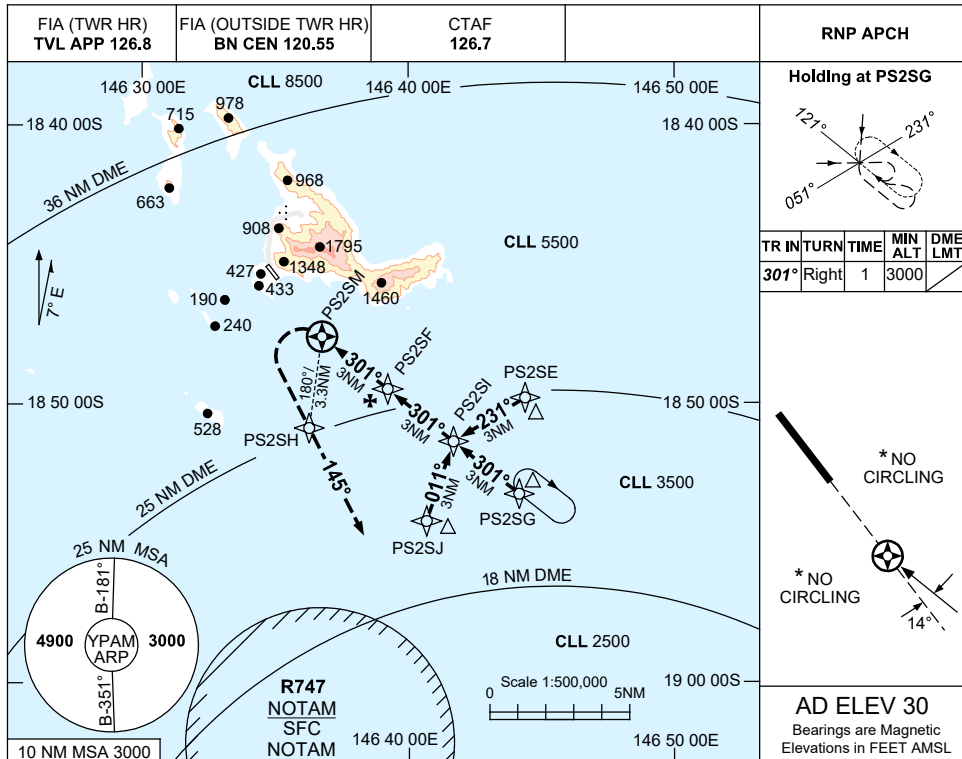 FIA (TWR HR)
TVL APP 126.8
FIA (OUTSIDE TWR HR)
BN CEN 120.55
CTAF
126.7
RNP APCH
146 30 00E
CLL 8500
146 40 00E
146 50 00E
18 40 00S
18 40 00S
715
978
36 NM DME
663
968
908
1795
CLL 5500
427
1348
433
1460
190
240
7° E
PS2SM
PS2SF
PS2SI
PS2SE
301°
3NM
180°/
3.3NM
301°
3NM
231°
3NM
18 50 00S
18 50 00S
528
PS2SH
145°
011°
3NM
301°
3NM
CLL 3500
PS2SG
PS2SJ
25 NM DME
25 NM MSA
18 NM DME
B-181°
4900
YPAM
ARP
3000
B-351°
CLL 2500
R747
NOTAM
SFC
NOTAM
Scale 1:500,000
0
5NM
19 00 00S
146 40 00E
146 50 00E
10 NM MSA 3000
Holding at PS2SG
121°
231°
051°
TR IN
TURN
TIME
MIN
ALT
DME
LMT
301°
Right
1
3000
* NO
CIRCLING
* NO
CIRCLING
14°
AD ELEV 30
Bearings are Magnetic
Elevations in FEET AMSL